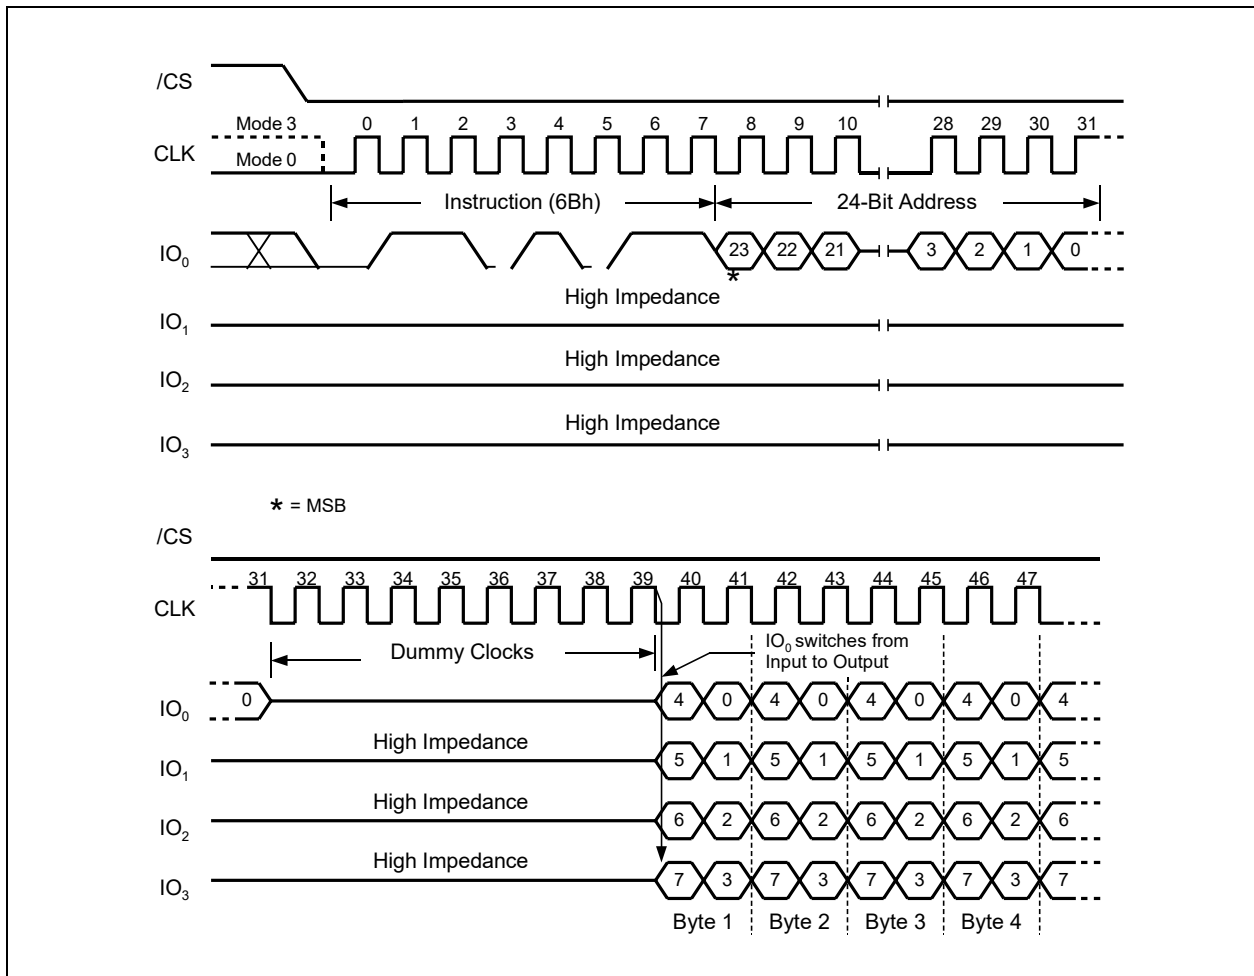 /CS
Mode 3 0 1 2 3 4 5 6 7 8 9 10 28 29 30 31
CLK
Mode 0
Instruction (6Bh) 24-Bit Address
IO0 23 22 21 3 2 1 0
*
High Impedance
IO1
High Impedance
IO2
High Impedance
IO3
* = MSB
/CS
31 32 33 34 35 36 37 38 39 40 41 42 43 44 45 46 47
CLK
Dummy Clocks
IO0 switches from
Input to Output
IO0 0 4 0 4 0 4 0 4 0 4
High Impedance
IO1 5 1 5 1 5 1 5 1 5
High Impedance
IO2 6 2 6 2 6 2 6 2 6
High Impedance
IO3 7 3 7 3 7 3 7 3 7
Byte 1 Byte 2 Byte 3 Byte 4